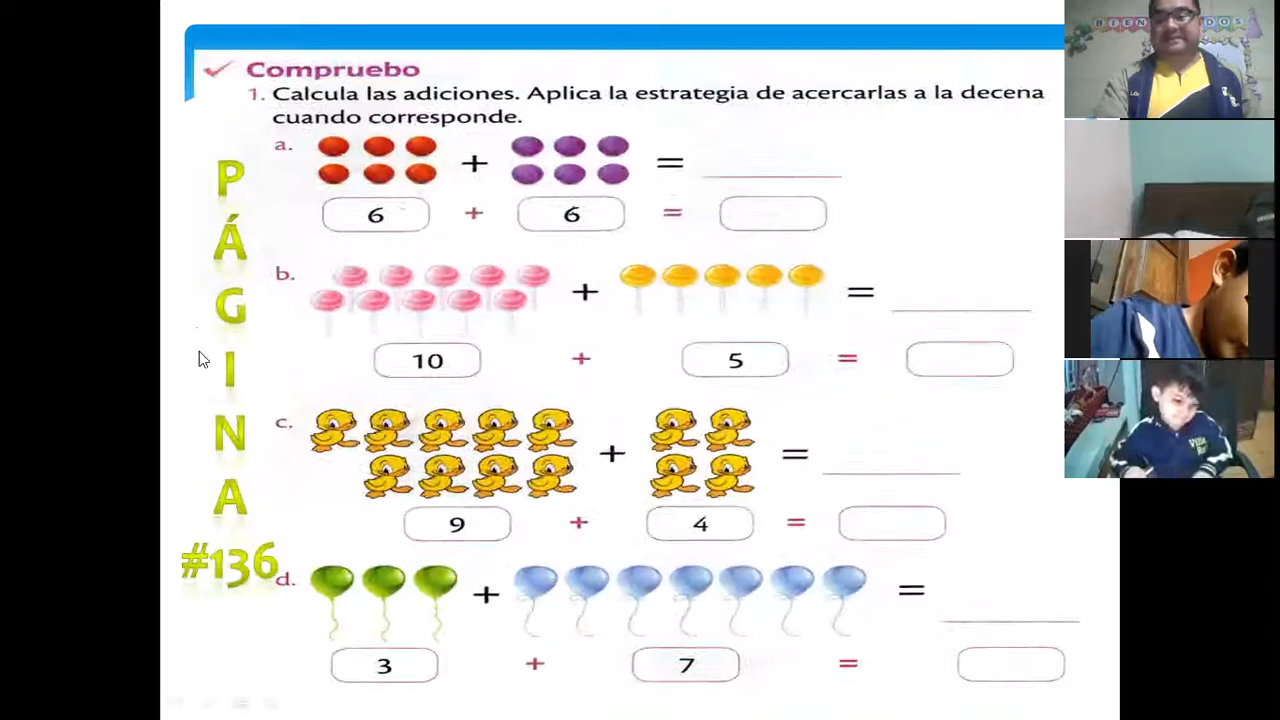 Compruebo
1. Calcula las adiciones. Aplica la estrategia de acercarlas a la decena
cuando corresponde.
PÁGINA
#136
a.
+ =
6 + 6 =
b.
+ =
10 + 5 =
c.
+ =
9 + 4 =
d.
+ =
3 + 7 =